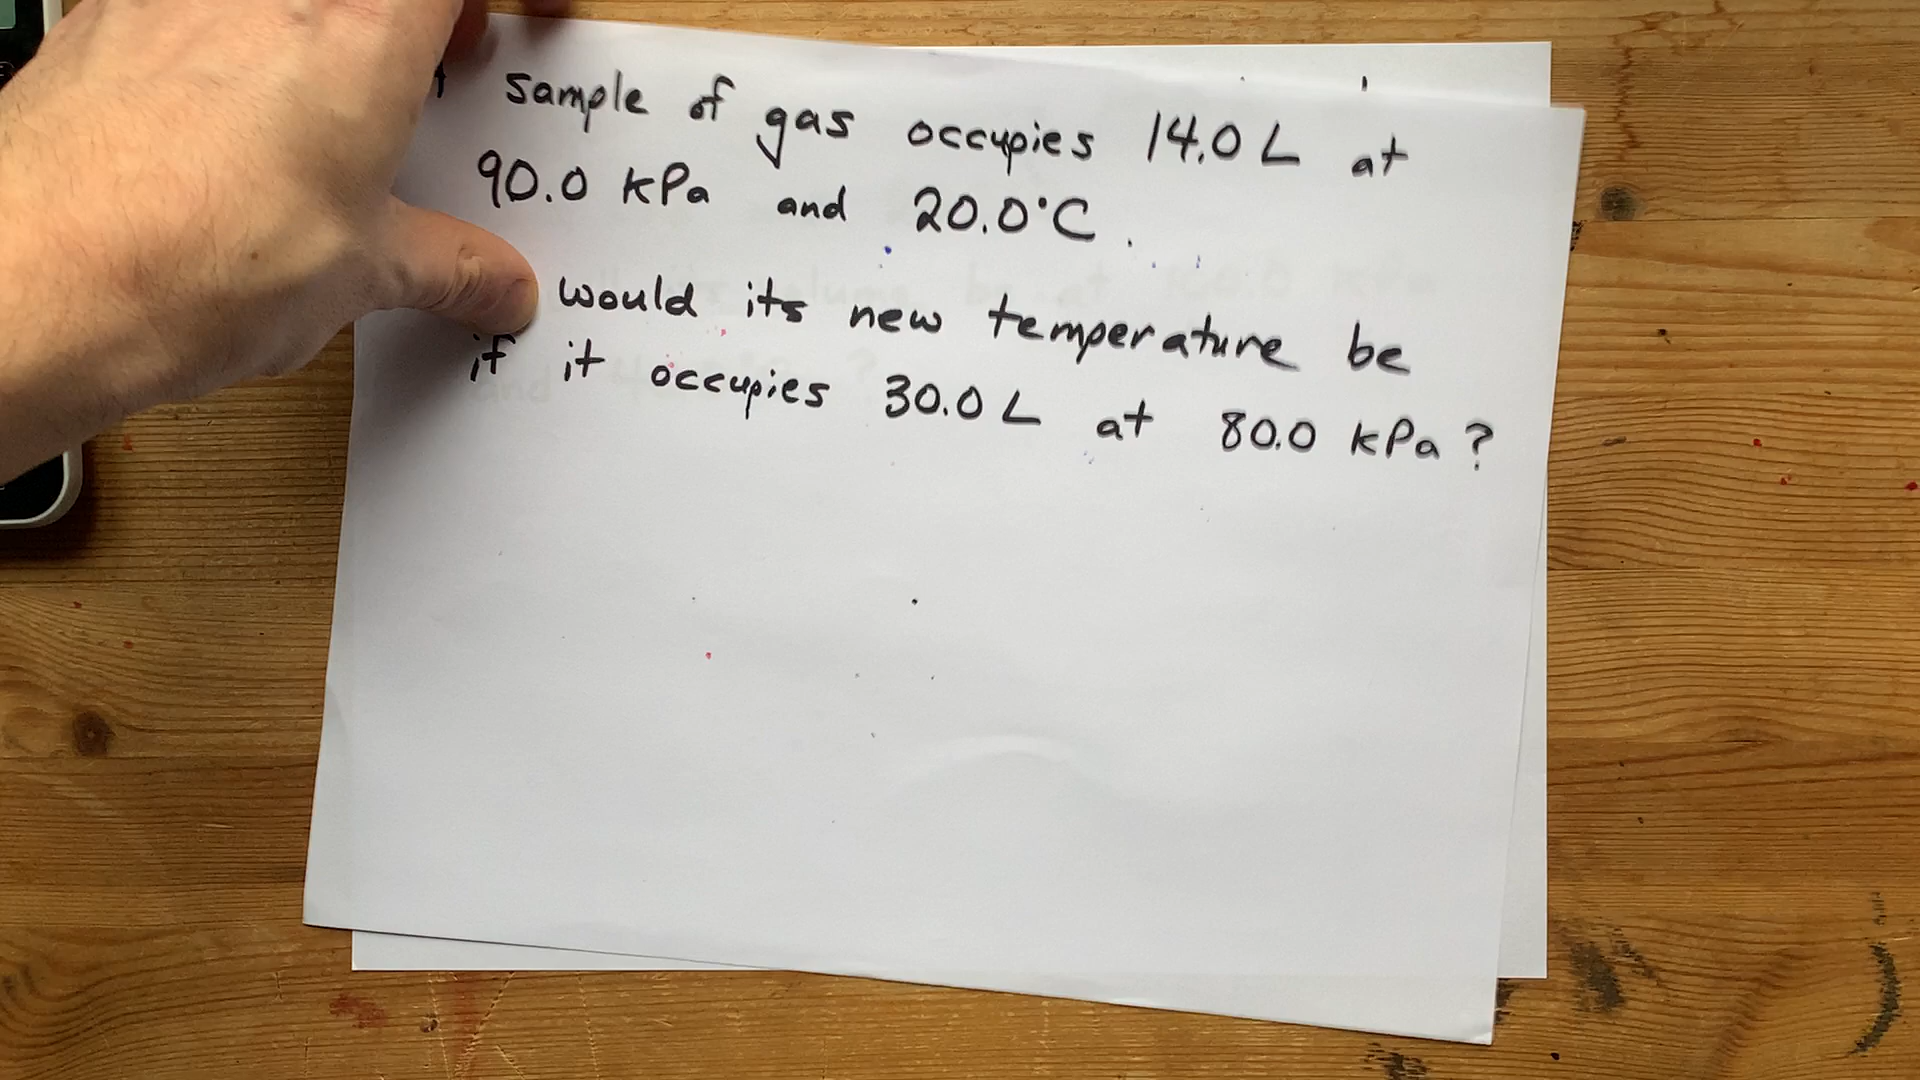 sample of gas occupies 14.0 L at
90.0 kPa and 20.0°C.
would its new temperature be
if it occupies 30.0 L at 80.0 kPa?